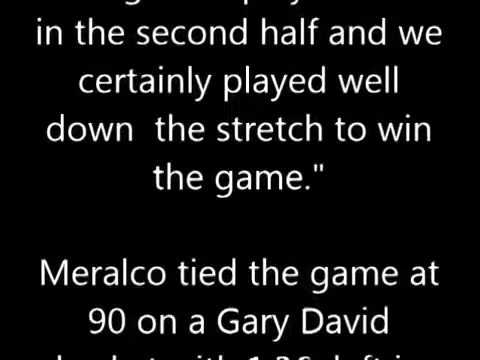 in the second half and we
certainly played well
down  the stretch to win
the game."
Meralco tied the game at
90 on a Gary David